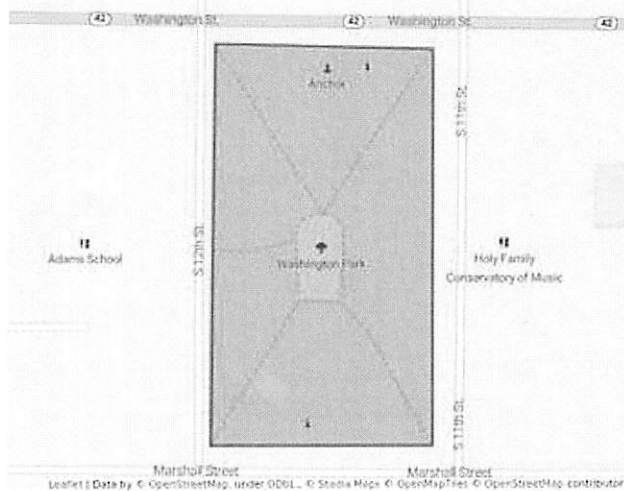 42 Washington St. 42 Washington St. 42
Anchor
S 11th St.
S 12th St.
Adams School
Washington Park
Holy Family
Conservatory of Music
S 11th St.
Marshall Street
Marshall Street
Leaflet | Data by © OpenStreetMap, under ODbL., © Stadia Maps © OpenMapTiles © OpenStreetMap contributor